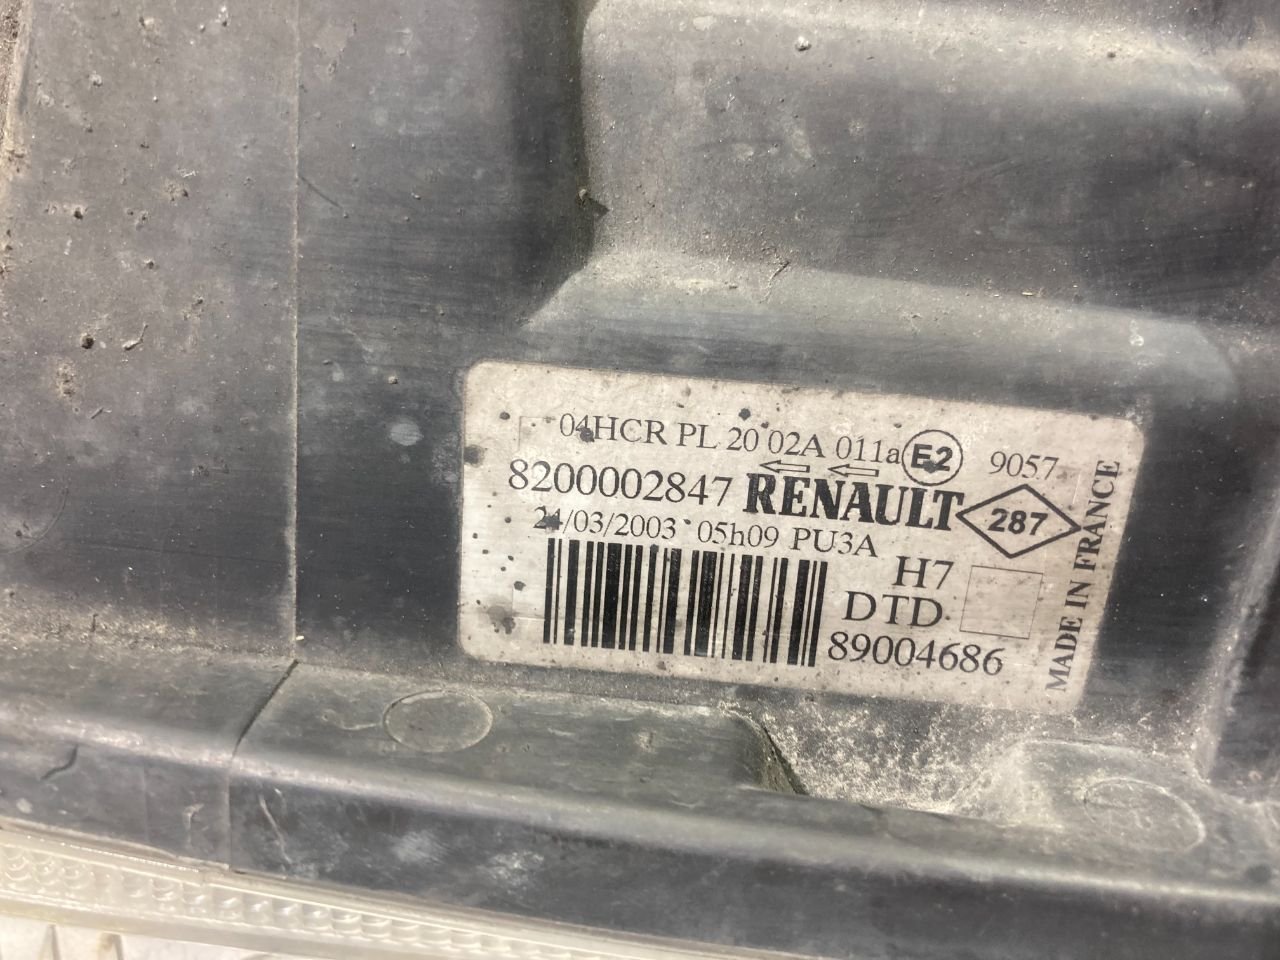 04HCR PL 20 02A 011a E2 9057
8200002847 RENAULT 287
24/03/2003 05h09 PU3A
H7
DTD
89004686
MADE IN FRANCE